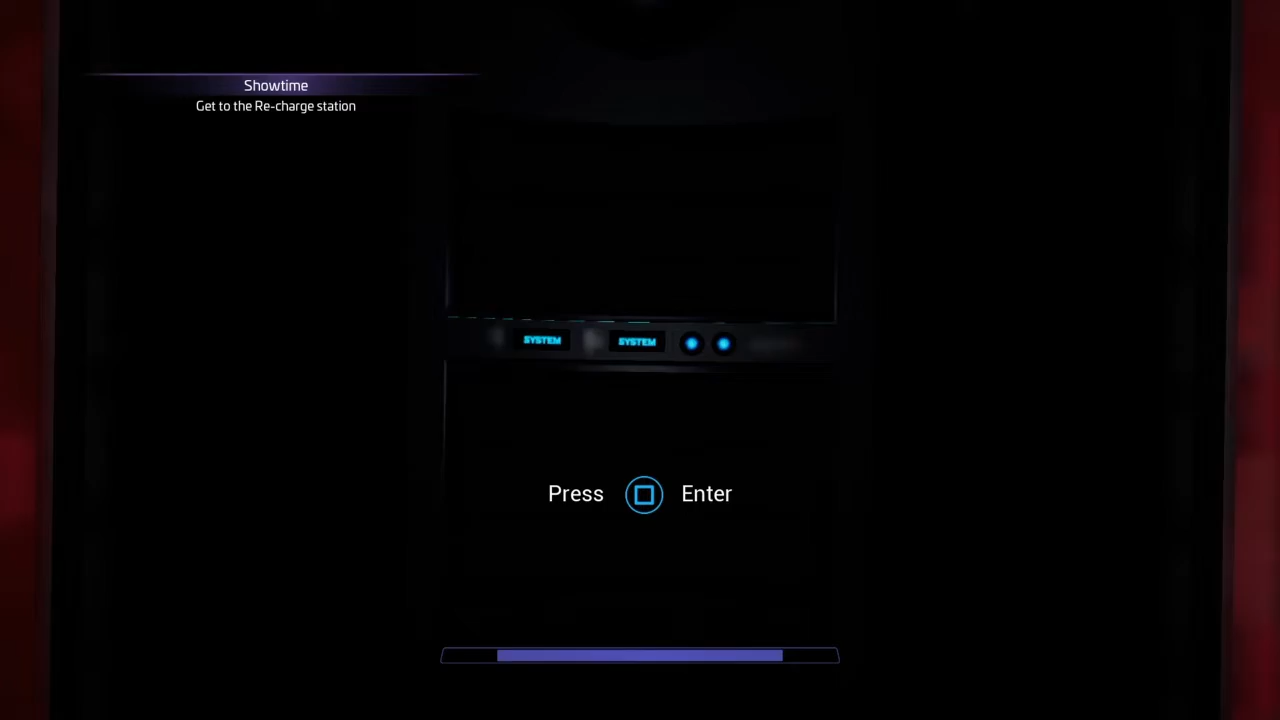 Showtime
Get to the Re-charge station
SYSTEM SYSTEM
Press Enter